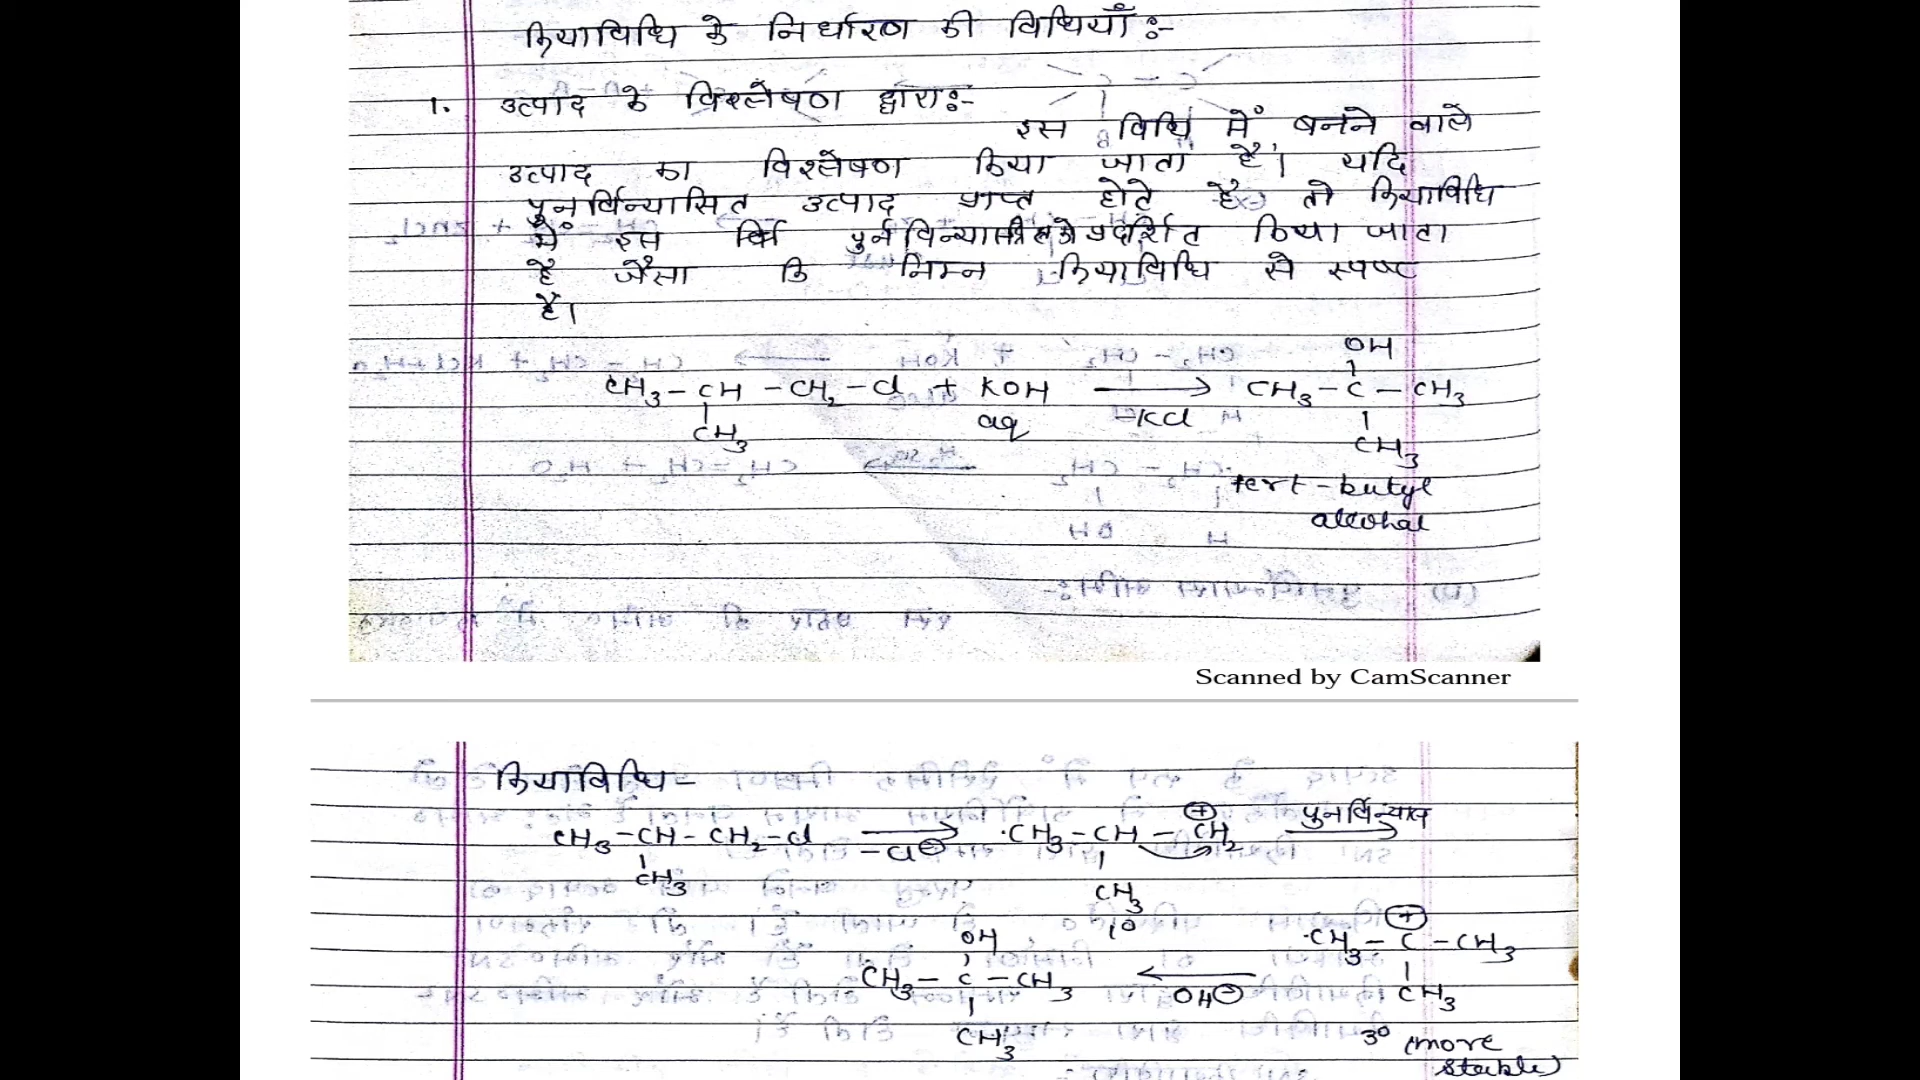 क्रियाविधि के निर्धारण की विधियाँ :-
1. उत्पाद के विश्लेषण द्वारा :-
इस विधि में बनने वाले
उत्पाद का विश्लेषण किया जाता है। यदि
पुनर्विन्यासित उत्पाद प्राप्त होते है तो क्रियाविधि
में इस पुर्नविन्यास प्रदर्शित किया जाता
है जैसा कि निम्न क्रियाविधि से स्पष्ट
है।
OH
CH3 - CH - CH2 - Cl + KOH → CH3 - C - CH3
CH3 aq -KCl CH3
tert-butyl
alcohal
Scanned by CamScanner
क्रियाविधि -
CH3 - CH - CH2 - Cl → CH3 - CH - CH2 ⊕ पुनर्विन्यास →
CH3 -Cl⊖ CH3
1°
OH ⊕
CH3 - C - CH3 ← CH3 - C - CH3
CH3 OH⊖ CH3
3° (more
stable)